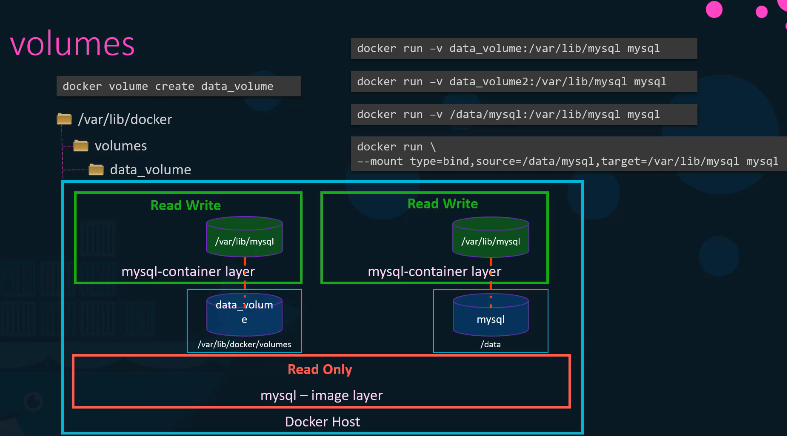 volumes
docker volume create data_volume
/var/lib/docker
volumes
data_volume
docker run –v data_volume:/var/lib/mysql mysql
docker run –v data_volume2:/var/lib/mysql mysql
docker run –v /data/mysql:/var/lib/mysql mysql
docker run \
--mount type=bind,source=/data/mysql,target=/var/lib/mysql mysql
Read Write
/var/lib/mysql
mysql-container layer
data_volum
e
/var/lib/docker/volumes
Read Write
/var/lib/mysql
mysql-container layer
mysql
/data
Read Only
mysql – image layer
Docker Host